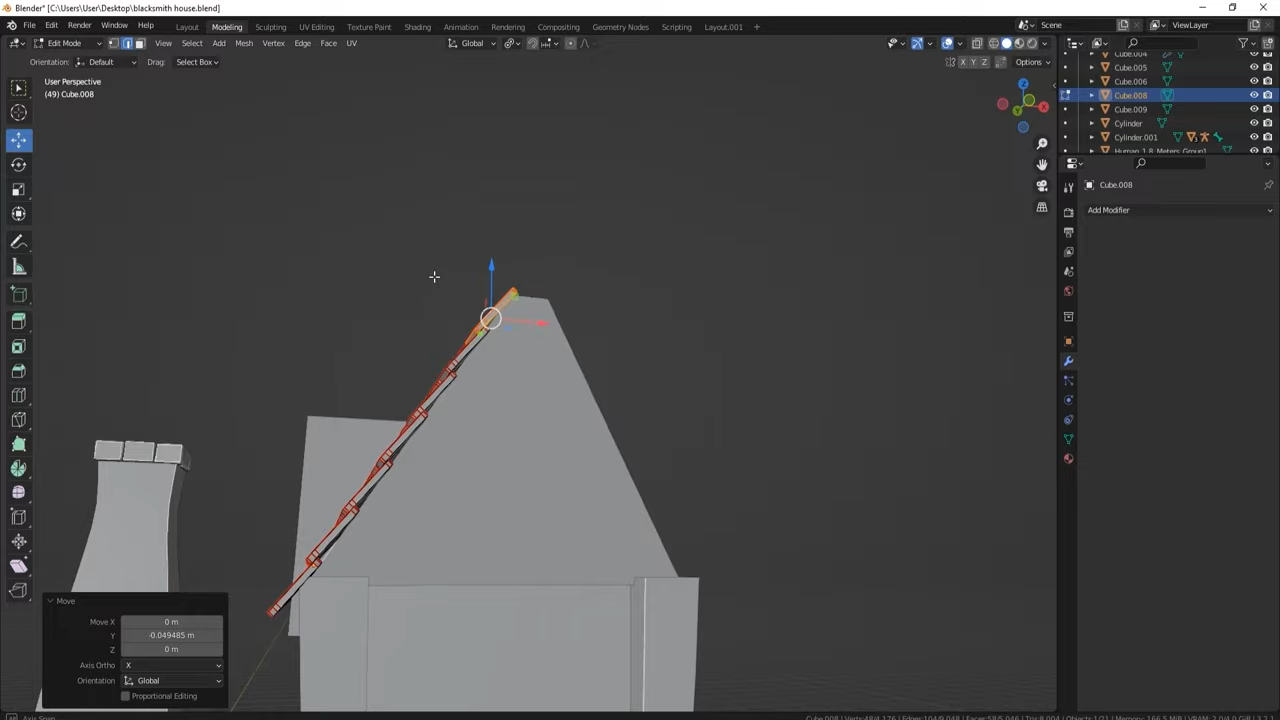 Blender* [C:\Users\User\Desktop\blacksmith house.blend]
File Edit Render Window Help Layout Modeling Sculpting UV Editing Texture Paint Shading Animation Rendering Compositing Geometry Nodes Scripting Layout.001 + Scene ViewLayer
Edit Mode View Select Add Mesh Vertex Edge Face UV Global X Y Z Options
Orientation: Default Drag: Select Box
User Perspective
(49) Cube.008
Cube.004
Cube.005
Cube.006
Cube.008
Cube.009
Cylinder
Cylinder.001
Human_1.8_Meters_Group1
Cube.008
Add Modifier
Z
X
Y
Move
Move X 0 m
Y -0.049485 m
Z 0 m
Axis Ortho X
Orientation Global
Proportional Editing
Axis Snap